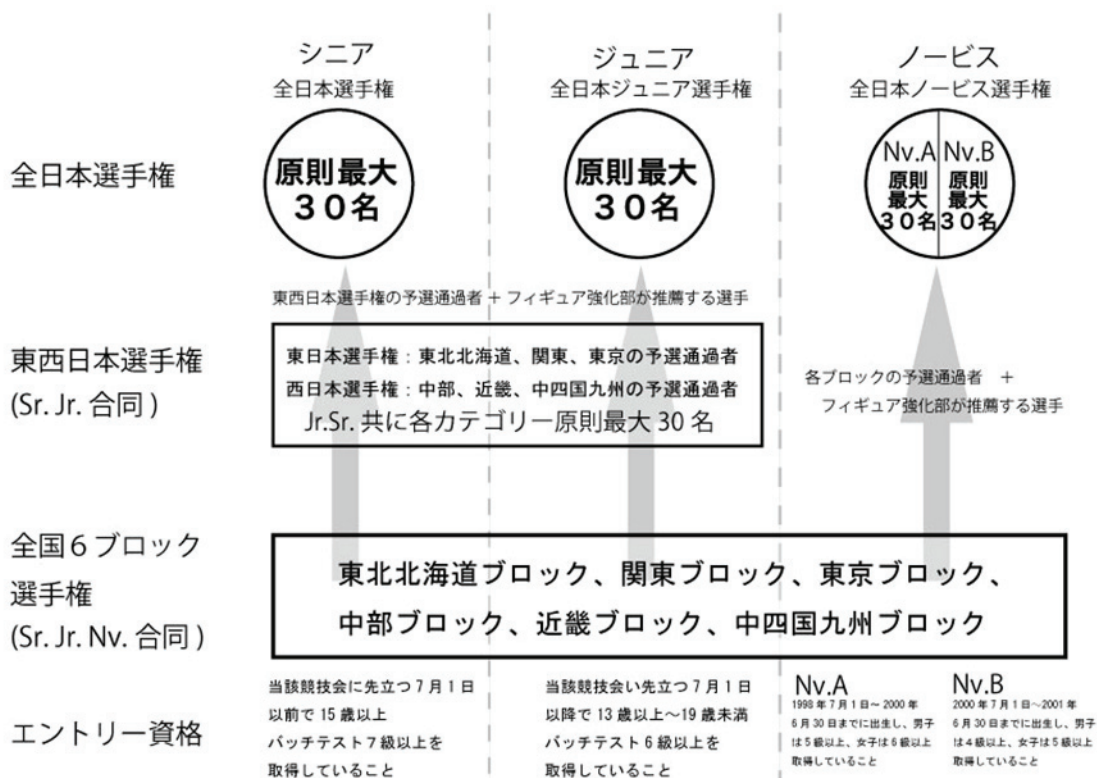 シニア
全日本選手権
ジュニア
全日本ジュニア選手権
ノービス
全日本ノービス選手権
全日本選手権
原則最大
30名
原則最大
30名
Nv.A
原則
最大
30名
Nv.B
原則
最大
30名
東西日本選手権の予選通過者 + フィギュア強化部が推薦する選手
東西日本選手権
(Sr. Jr. 合同 )
東日本選手権:東北北海道、関東、東京の予選通過者
西日本選手権:中部、近畿、中四国九州の予選通過者
Jr.Sr. 共に各カテゴリー原則最大 30 名
各ブロックの予選通過者 +
フィギュア強化部が推薦する選手
全国6ブロック
選手権
(Sr. Jr. Nv. 合同 )
東北北海道ブロック、関東ブロック、東京ブロック、
中部ブロック、近畿ブロック、中四国九州ブロック
エントリー資格
当該競技会に先立つ7月1日
以前で 15 歳以上
バッチテスト7級以上を
取得していること
当該競技会い先立つ7月1日
以降で 13 歳以上~19 歳未満
バッチテスト6級以上を
取得していること
Nv.A
1998 年7月1日~ 2000 年
6月 30 日までに出生し、男子
は5級以上、女子は6級以上
取得していること
Nv.B
2000 年7月1日~2001 年
6月 30 日までに出生し、男子
は4級以上、女子は5級以上
取得していること